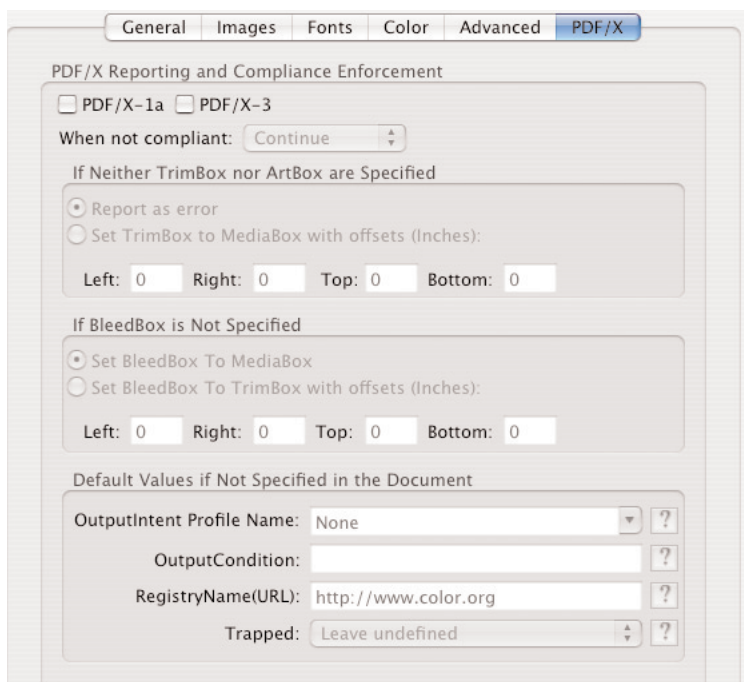 General Images Fonts Color Advanced PDF/X
PDF/X Reporting and Compliance Enforcement
PDF/X-1a PDF/X-3
When not compliant: Continue
If Neither TrimBox nor ArtBox are Specified
Report as error
Set TrimBox to MediaBox with offsets (Inches):
Left: 0 Right: 0 Top: 0 Bottom: 0
If BleedBox is Not Specified
Set BleedBox To MediaBox
Set BleedBox To TrimBox with offsets (Inches):
Left: 0 Right: 0 Top: 0 Bottom: 0
Default Values if Not Specified in the Document
OutputIntent Profile Name: None ?
OutputCondition: ?
RegistryName(URL): http://www.color.org ?
Trapped: Leave undefined ?